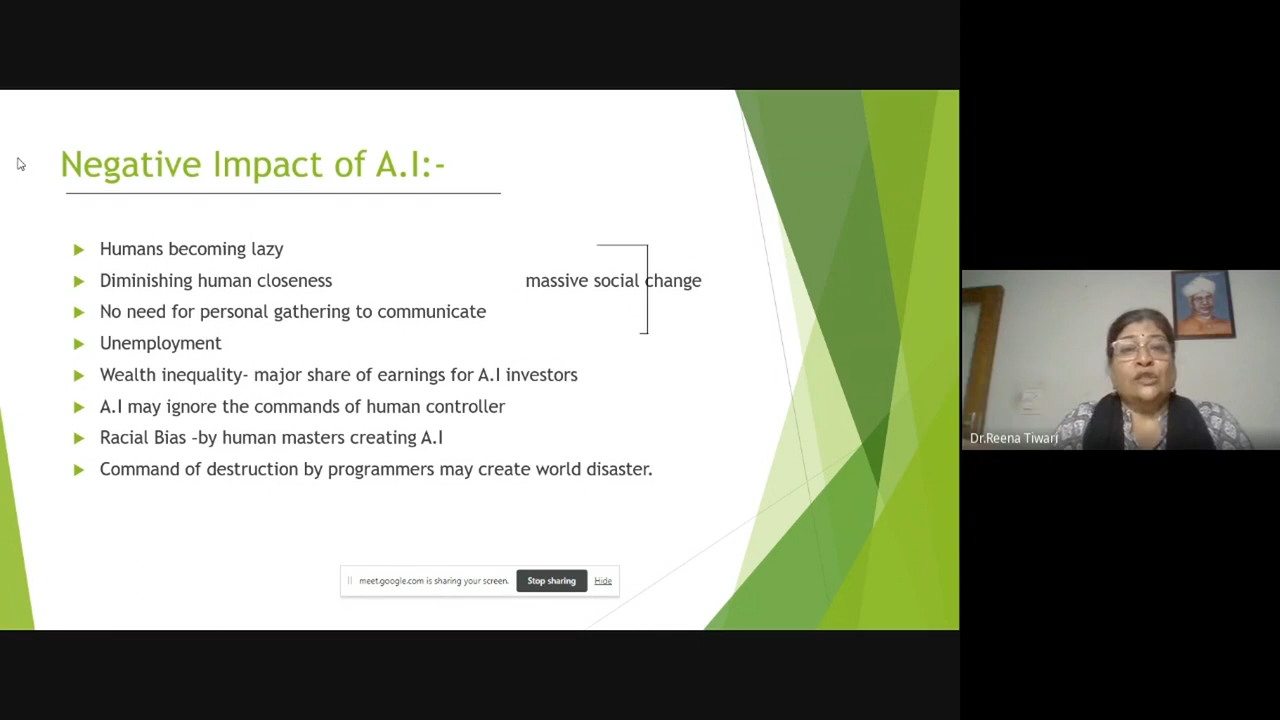 Negative Impact of A.I:-
Humans becoming lazy
Diminishing human closeness massive social change
No need for personal gathering to communicate
Unemployment
Wealth inequality- major share of earnings for A.I investors
A.I may ignore the commands of human controller
Racial Bias -by human masters creating A.I
Command of destruction by programmers may create world disaster.
meet.google.com is sharing your screen. Stop sharing Hide
Dr.Reena Tiwari